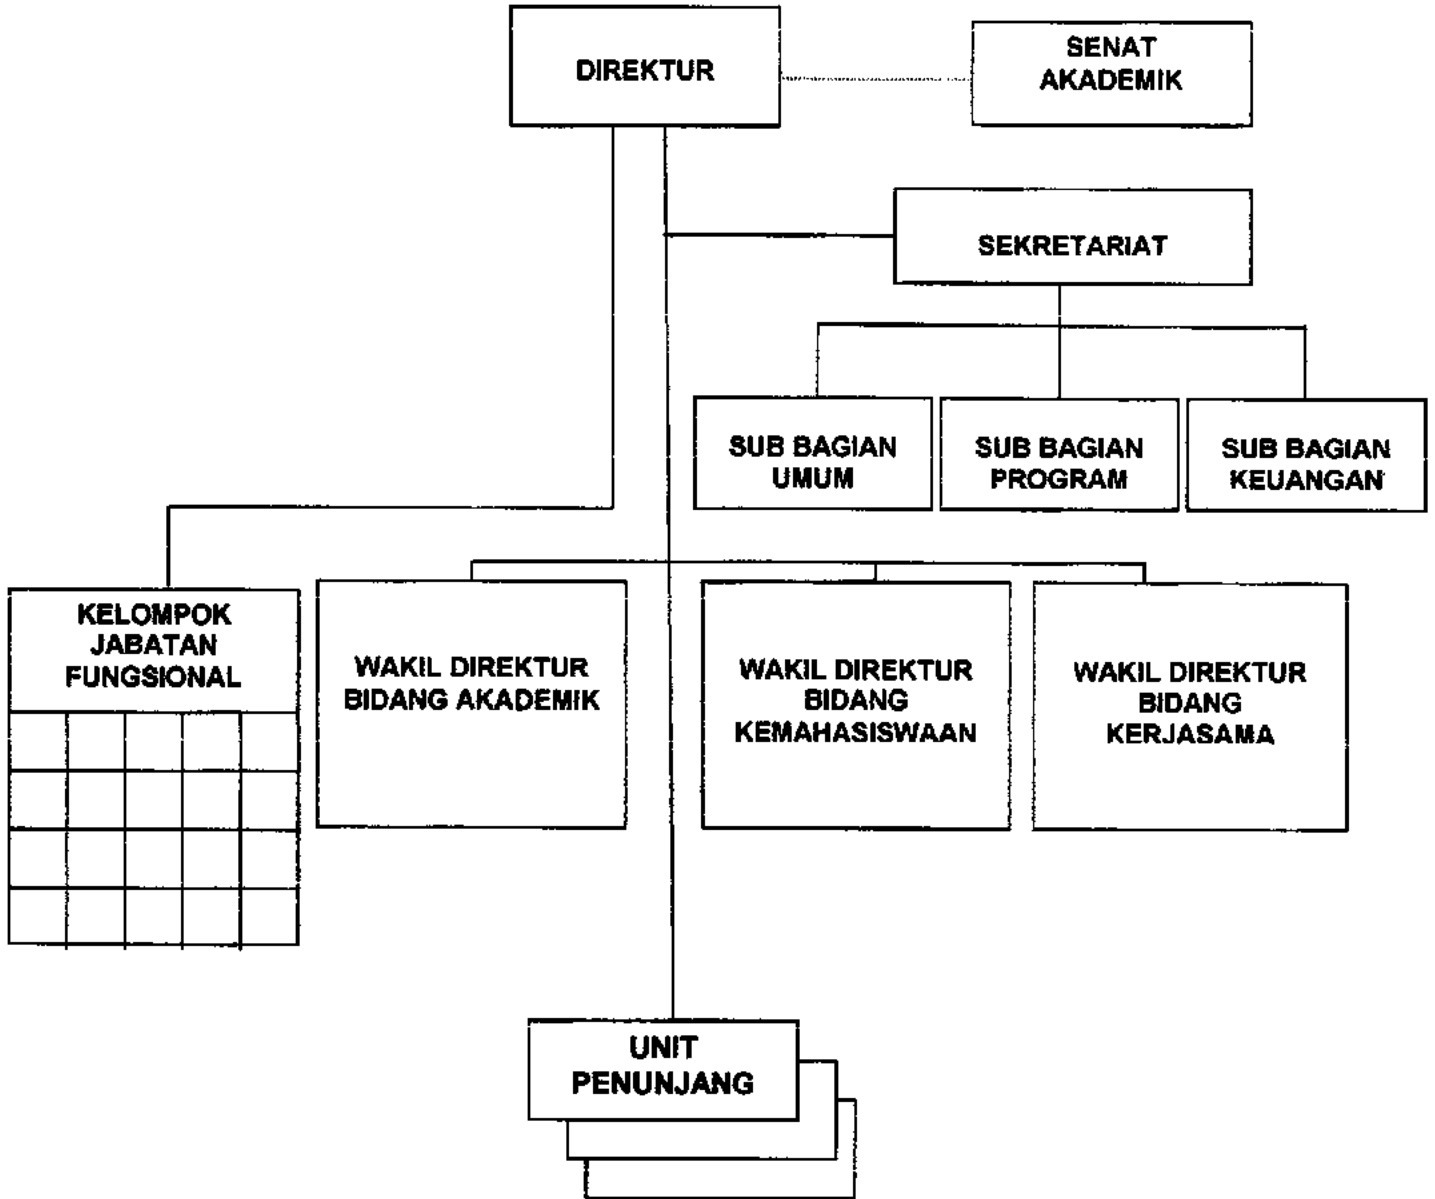 DIREKTUR
SENAT
AKADEMIK
SEKRETARIAT
SUB BAGIAN
UMUM
SUB BAGIAN
PROGRAM
SUB BAGIAN
KEUANGAN
KELOMPOK
JABATAN
FUNGSIONAL
WAKIL DIREKTUR
BIDANG AKADEMIK
WAKIL DIREKTUR
BIDANG
KEMAHASISWAAN
WAKIL DIREKTUR
BIDANG
KERJASAMA
UNIT
PENUNJANG